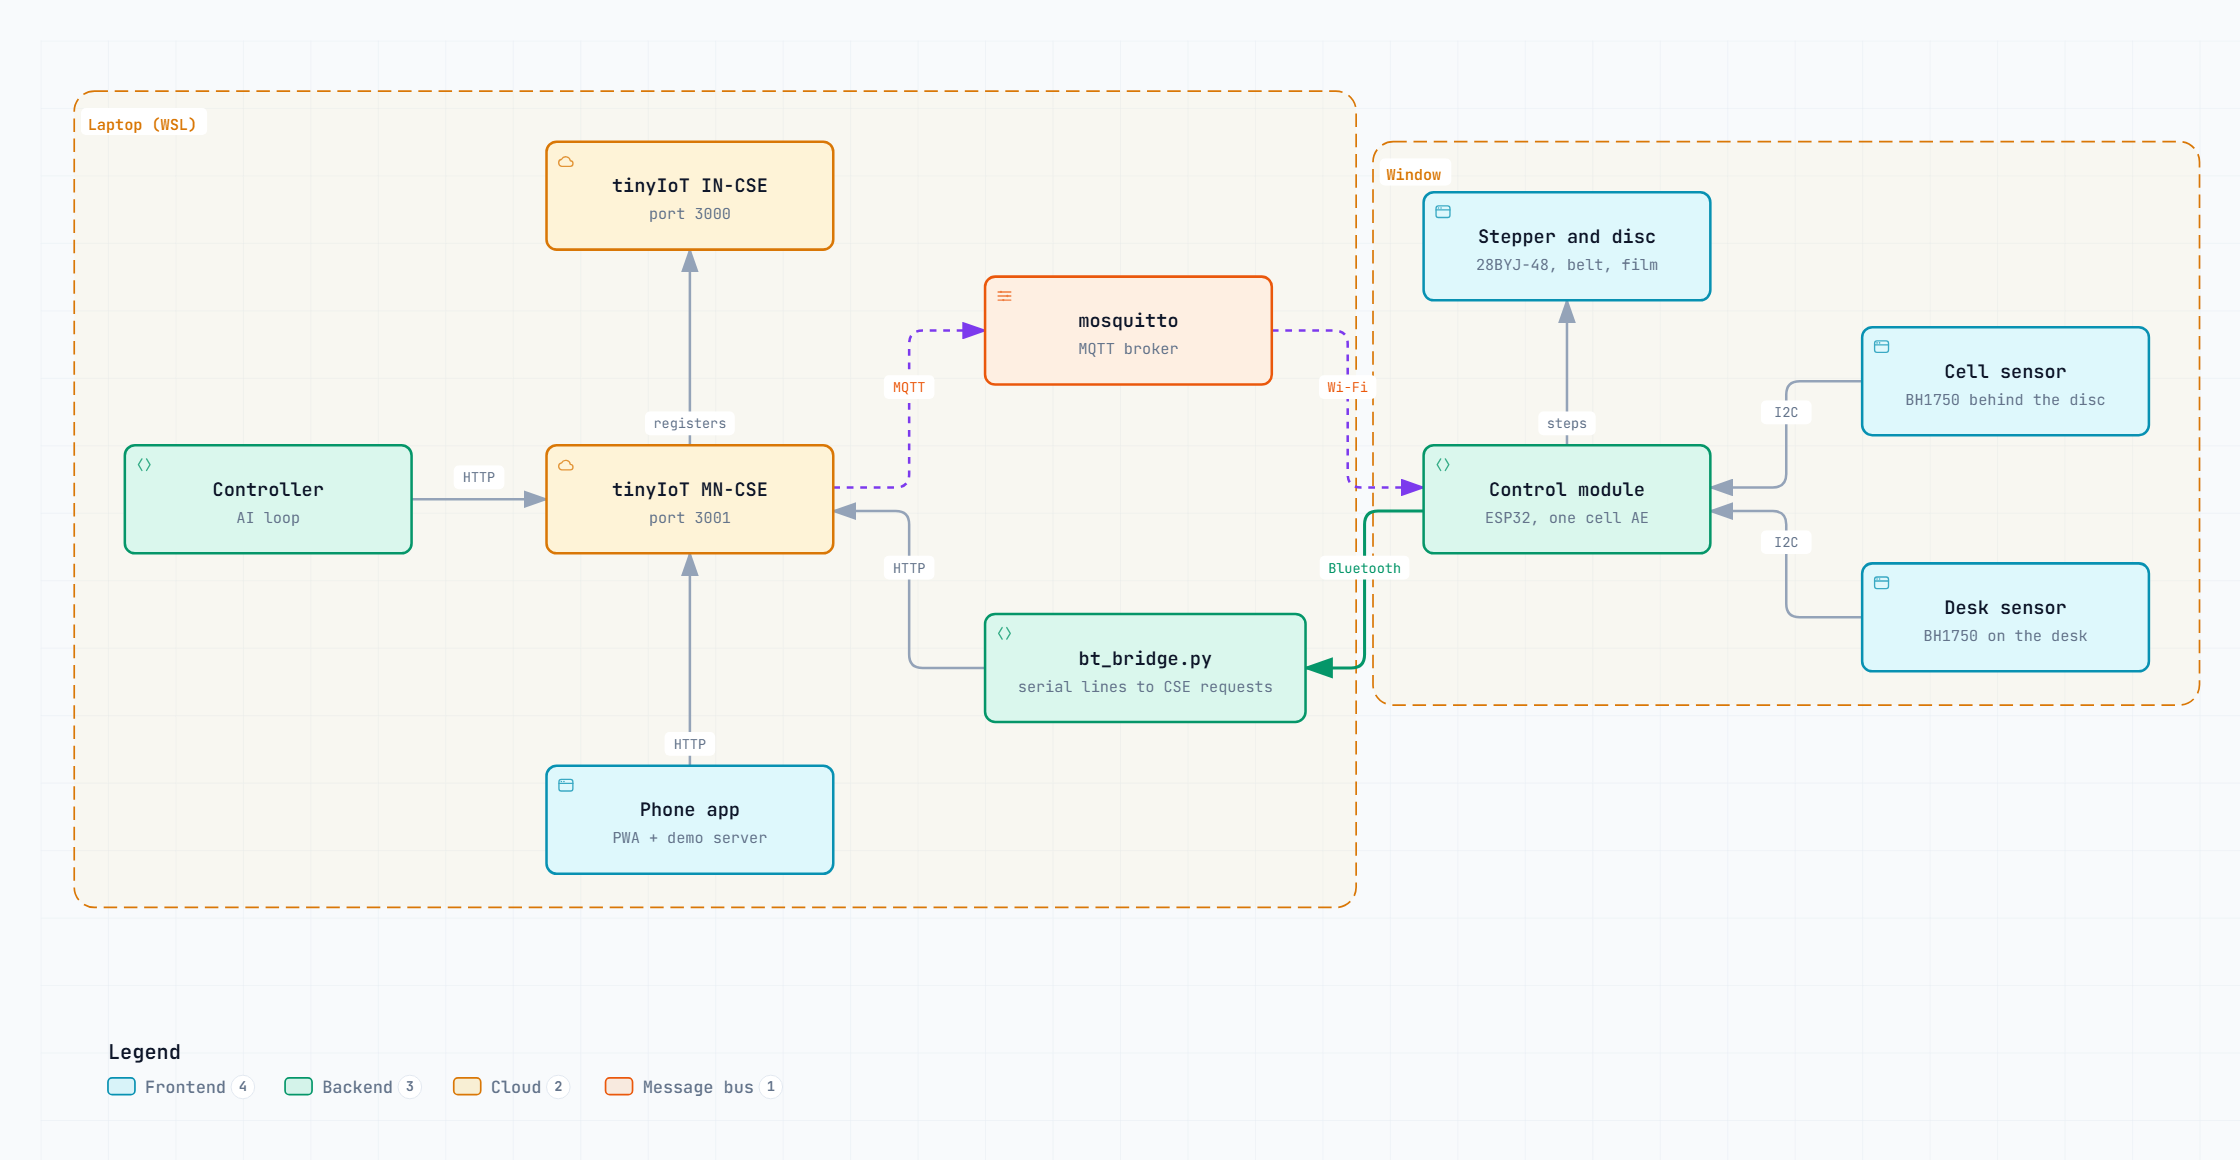 Laptop (WSL)
tinyIoT IN-CSE
port 3000
Window
Stepper and disc
28BYJ-48, belt, film
mosquitto
MQTT broker
Cell sensor
BH1750 behind the disc
MQTT
Wi-Fi
I2C
registers
steps
Controller
AI loop
HTTP
tinyIoT MN-CSE
port 3001
Control module
ESP32, one cell AE
I2C
HTTP
Bluetooth
Desk sensor
BH1750 on the desk
bt_bridge.py
serial lines to CSE requests
HTTP
Phone app
PWA + demo server
Legend
Frontend 4 Backend 3 Cloud 2 Message bus 1